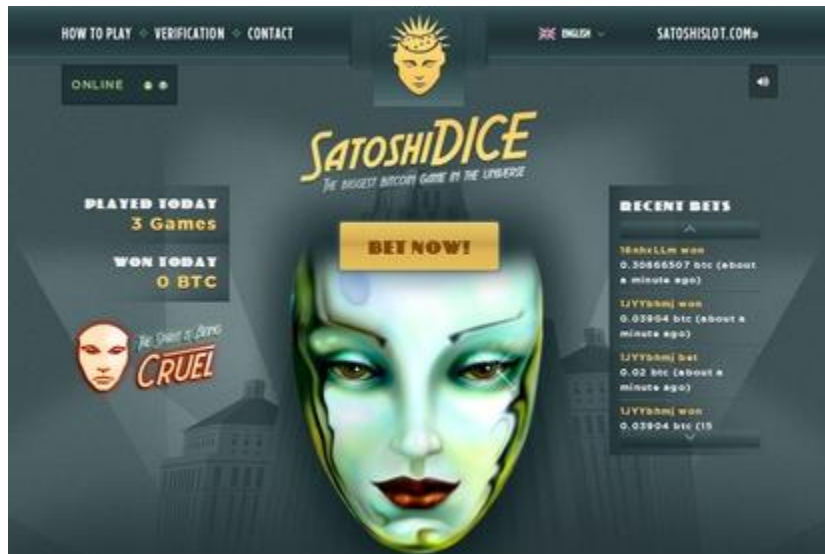 HOW TO PLAY VERIFICATION CONTACT
ENGLISH
SATOSHISLOT.COM»
ONLINE
SATOSHIDICE
THE BIGGEST BITCOIN GAME IN THE UNIVERSE
PLAYED TODAY
3 Games
WON TODAY
0 BTC
BET NOW!
CRUEL
RECENT BETS
won
0.30866507 btc (about
a minute ago)
1JYYbhmj won
0.03904 btc (about a
minute ago)
1JYYbhmj bet
0.02 btc (about a
minute ago)
1JYYbhmj won
0.03904 btc (15